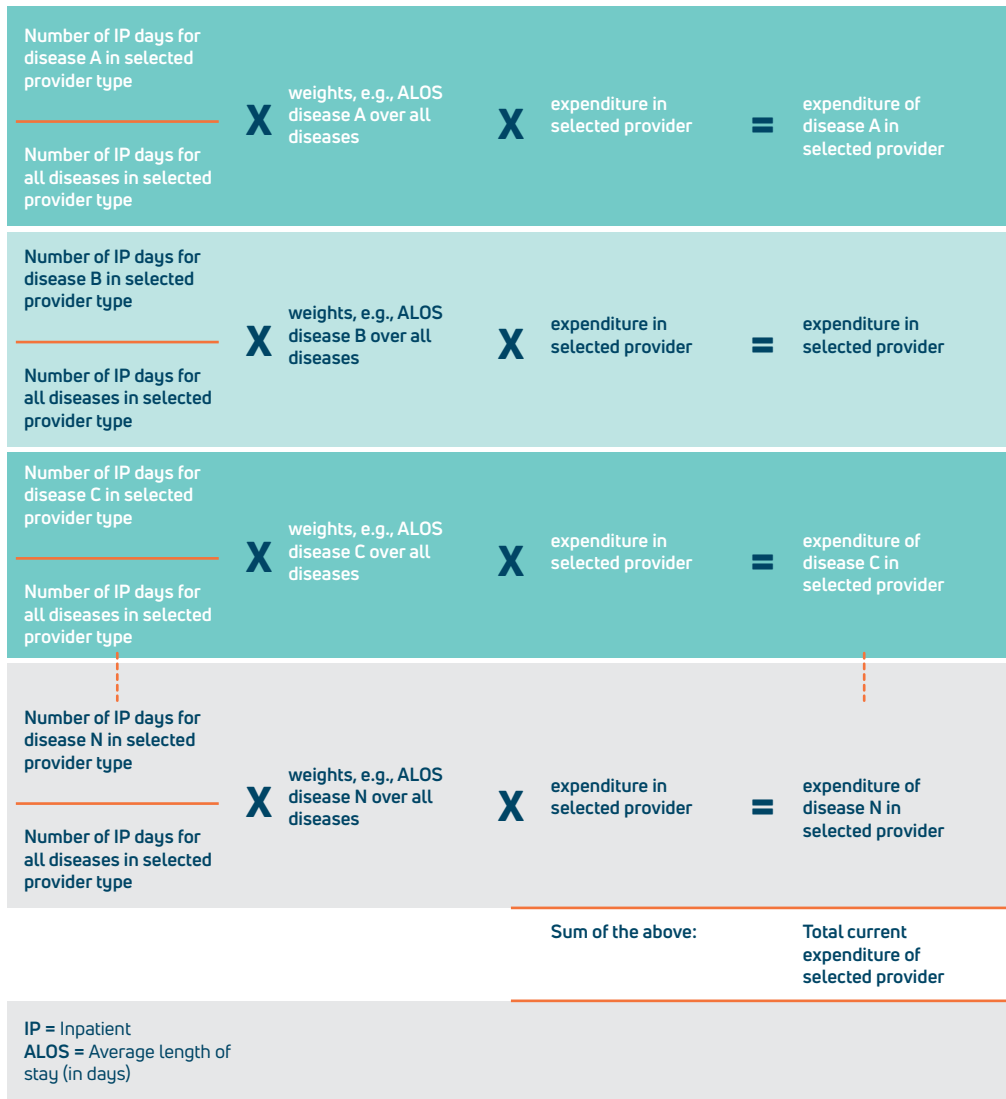 Number of IP days for
disease A in selected
provider type
Number of IP days for
all diseases in selected
provider type
X
weights, e.g., ALOS
disease A over all
diseases
X
expenditure in
selected provider
=
expenditure of
disease A in
selected provider
Number of IP days for
disease B in selected
provider type
Number of IP days for
all diseases in selected
provider type
X
weights, e.g., ALOS
disease B over all
diseases
X
expenditure in
selected provider
=
expenditure in
selected provider
Number of IP days for
disease C in selected
provider type
Number of IP days for
all diseases in selected
provider type
X
weights, e.g., ALOS
disease C over all
diseases
X
expenditure in
selected provider
=
expenditure of
disease C in
selected provider
Number of IP days for
disease N in selected
provider type
Number of IP days for
all diseases in selected
provider type
X
weights, e.g., ALOS
disease N over all
diseases
X
expenditure in
selected provider
=
expenditure of
disease N in
selected provider
Sum of the above:
Total current
expenditure of
selected provider
IP = Inpatient
ALOS = Average length of
stay (in days)